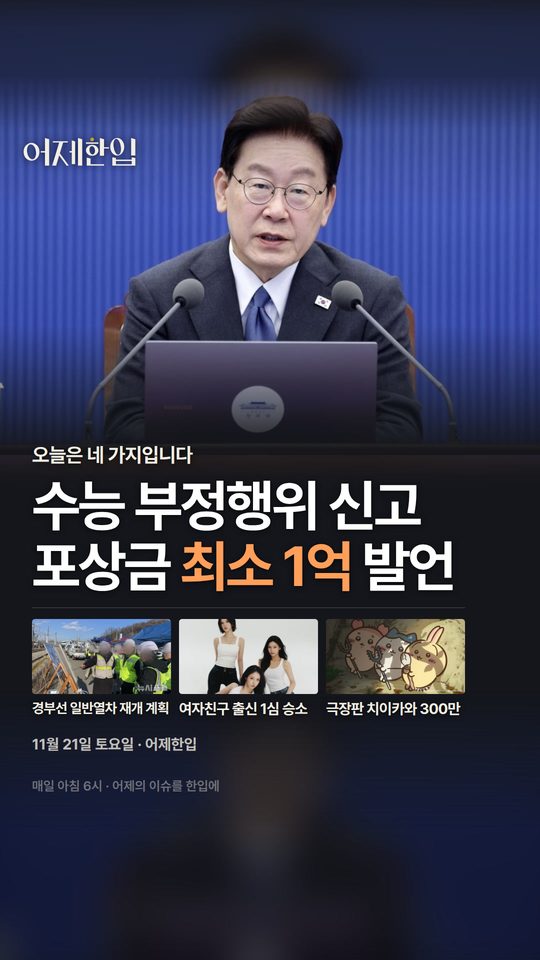 어제한입
오늘은 네 가지입니다
수능 부정행위 신고
포상금 최소 1억 발언
뉴시스
경부선 일반열차 재개 계획
여자친구 출신 1심 승소
극장판 치이카와 300만
11월 21일 토요일 · 어제한입
매일 아침 6시 · 어제의 이슈를 한입에